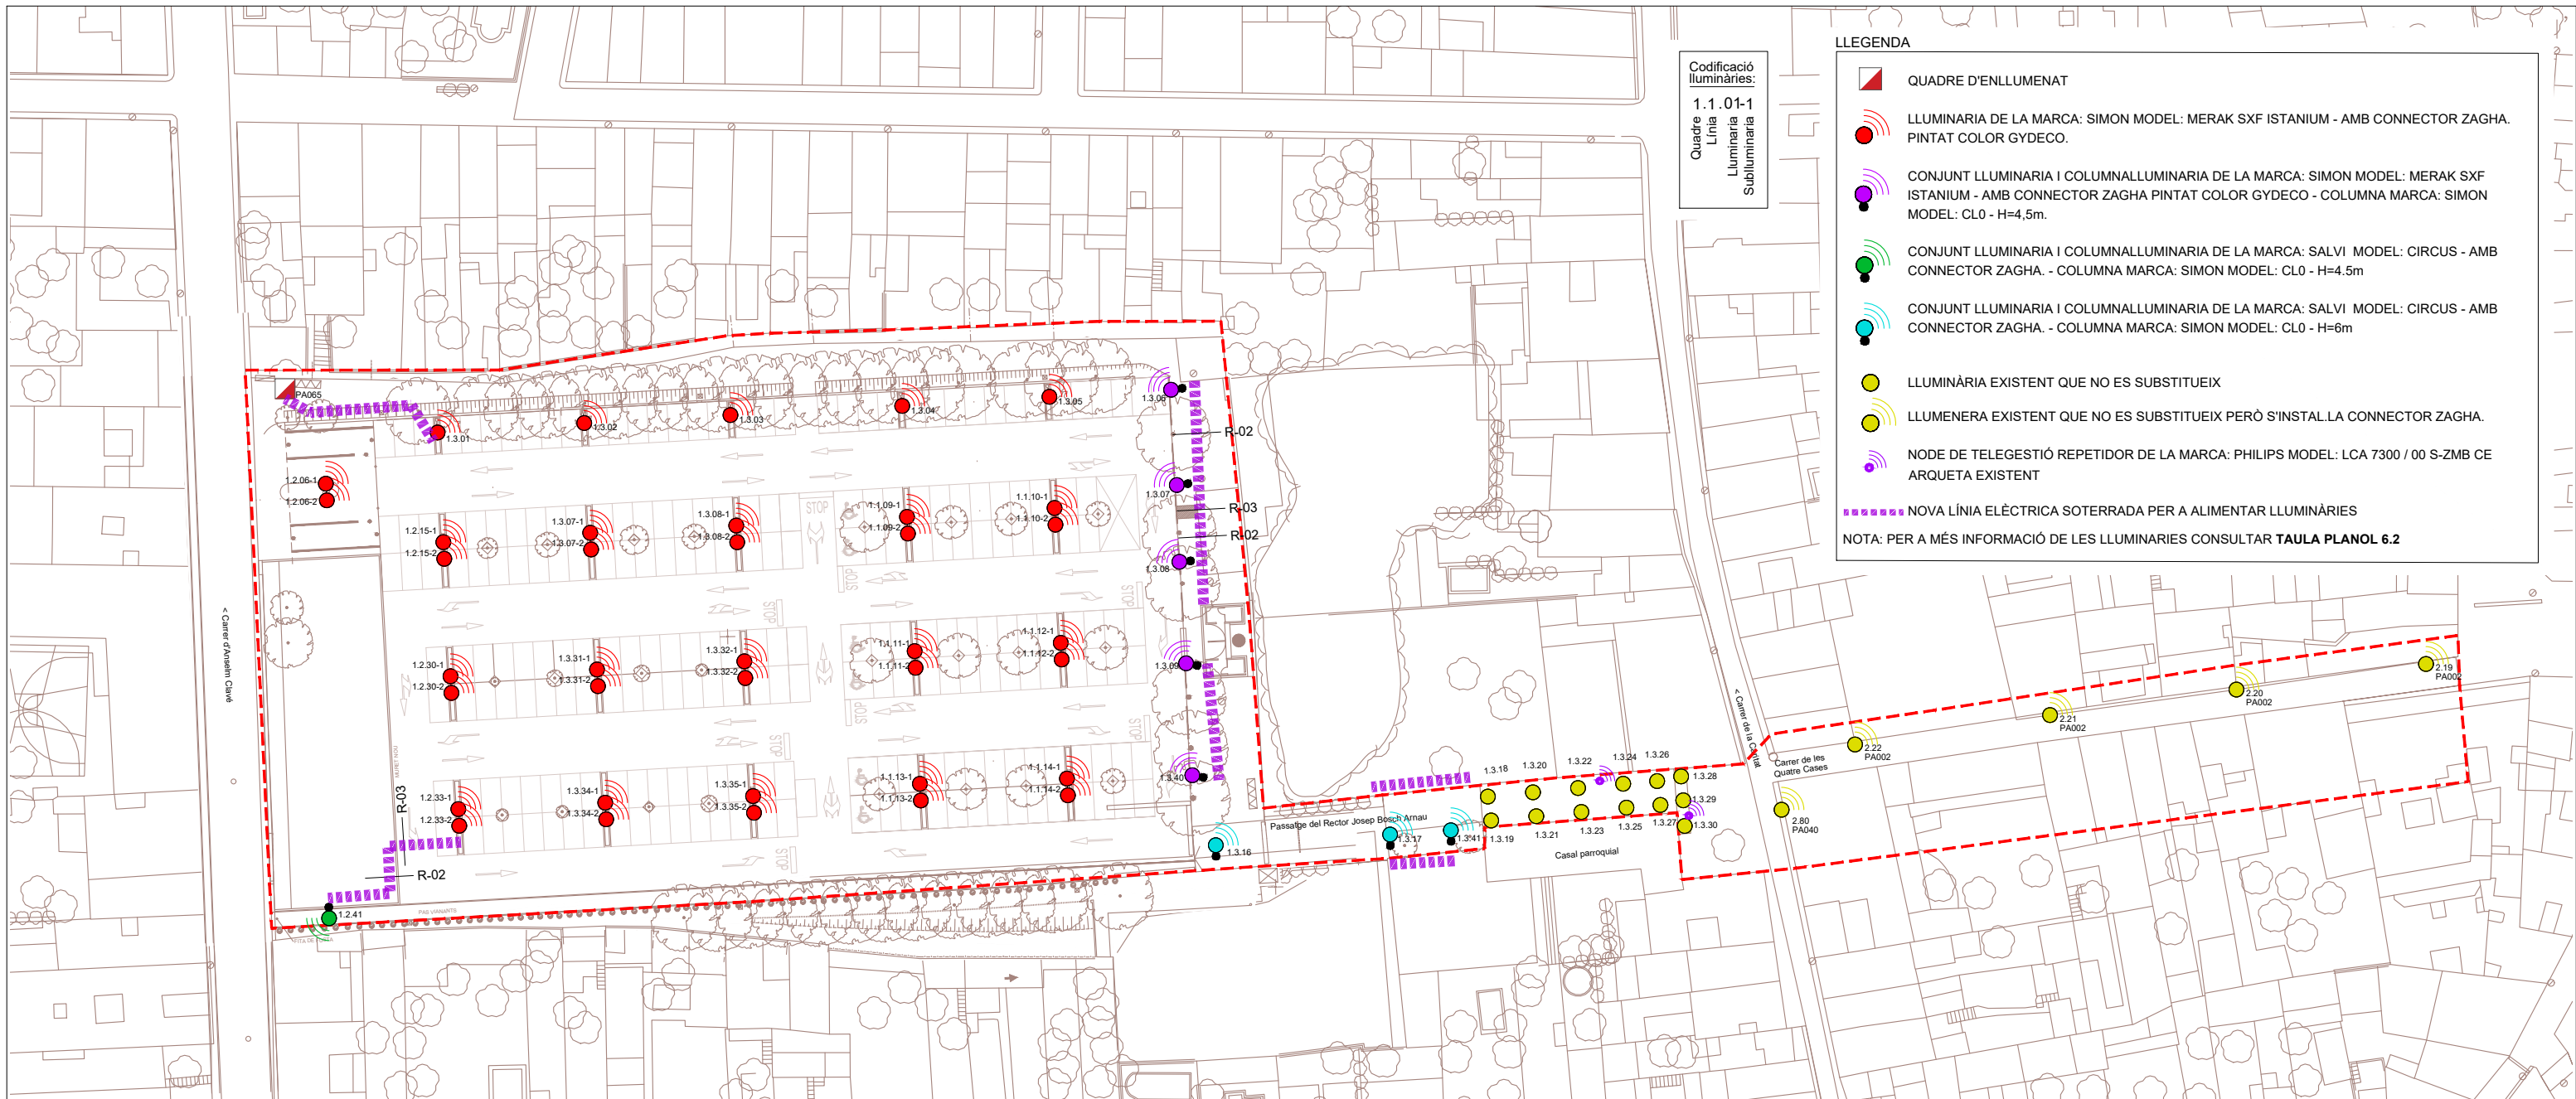 LLEGENDA
QUADRE D'ENLLUMENAT
LLUMINARIA DE LA MARCA: SIMON MODEL: MERAK SXF ISTANIUM - AMB CONNECTOR ZAGHA.
PINTAT COLOR GYDECO.
CONJUNT LLUMINARIA I COLUMNALLUMINARIA DE LA MARCA: SIMON MODEL: MERAK SXF
ISTANIUM - AMB CONNECTOR ZAGHA PINTAT COLOR GYDECO - COLUMNA MARCA: SIMON
MODEL: CL0 - H=4,5m.
CONJUNT LLUMINARIA I COLUMNALLUMINARIA DE LA MARCA: SALVI MODEL: CIRCUS - AMB
CONNECTOR ZAGHA. - COLUMNA MARCA: SIMON MODEL: CL0 - H=4.5m
CONJUNT LLUMINARIA I COLUMNALLUMINARIA DE LA MARCA: SALVI MODEL: CIRCUS - AMB
CONNECTOR ZAGHA. - COLUMNA MARCA: SIMON MODEL: CL0 - H=6m
LLUMINÀRIA EXISTENT QUE NO ES SUBSTITUEIX
LLUMENERA EXISTENT QUE NO ES SUBSTITUEIX PERÒ S'INSTAL.LA CONNECTOR ZAGHA.
NODE DE TELEGESTIÓ REPETIDOR DE LA MARCA: PHILIPS MODEL: LCA 7300 / 00 S-ZMB CE
ARQUETA EXISTENT
NOVA LÍNIA ELÈCTRICA SOTERRADA PER A ALIMENTAR LLUMINÀRIES
NOTA: PER A MÉS INFORMACIÓ DE LES LLUMINARIES CONSULTAR TAULA PLANOL 6.2
Codificació
lluminàries:
1.1.01-1
Quadre
Línia
Lluminaria
Sublluminaria
PA065
1.3.01
1.3.02
1.3.03
1.3.04
1.3.05
1.3.06
R-02
1.2.06-1
1.2.06-2
1.3.07
R-03
R-02
1.3.08
1.2.15-1
1.2.15-2
1.3.07-1
1.3.07-2
1.3.08-1
1.3.08-2
STOP
1.1.09-1
1.1.09-2
1.1.10-1
1.1.10-2
STOP
STOP
STOP
< Carrer d'Anselm Clavé
1.2.30-1
1.2.30-2
1.3.31-1
1.3.31-2
1.3.32-1
1.3.32-2
1.1.11-1
1.1.11-2
1.1.12-1
1.1.12-2
1.3.09
STOP
STOP
STOP
MURET NOU
R-03
1.2.33-1
1.2.33-2
1.3.34-1
1.3.34-2
1.3.35-1
1.3.35-2
1.1.13-1
1.1.13-2
1.1.14-1
1.1.14-2
1.3.40
STOP
R-02
1.2.41
PAS VIANANTS
1.3.16
Passatge del Rector Josep Bosch Arnau
1.3.17
1.3.41
1.3.18
1.3.20
1.3.22
1.3.24
1.3.26
1.3.28
1.3.29
1.3.30
1.3.19
1.3.21
1.3.23
1.3.25
1.3.27
Casal parroquial
< Carrer de la Caritat
Carrer de les
Quatre Cases
2.22
PA002
2.21
PA002
2.20
PA002
2.19
PA002
2.80
PA040